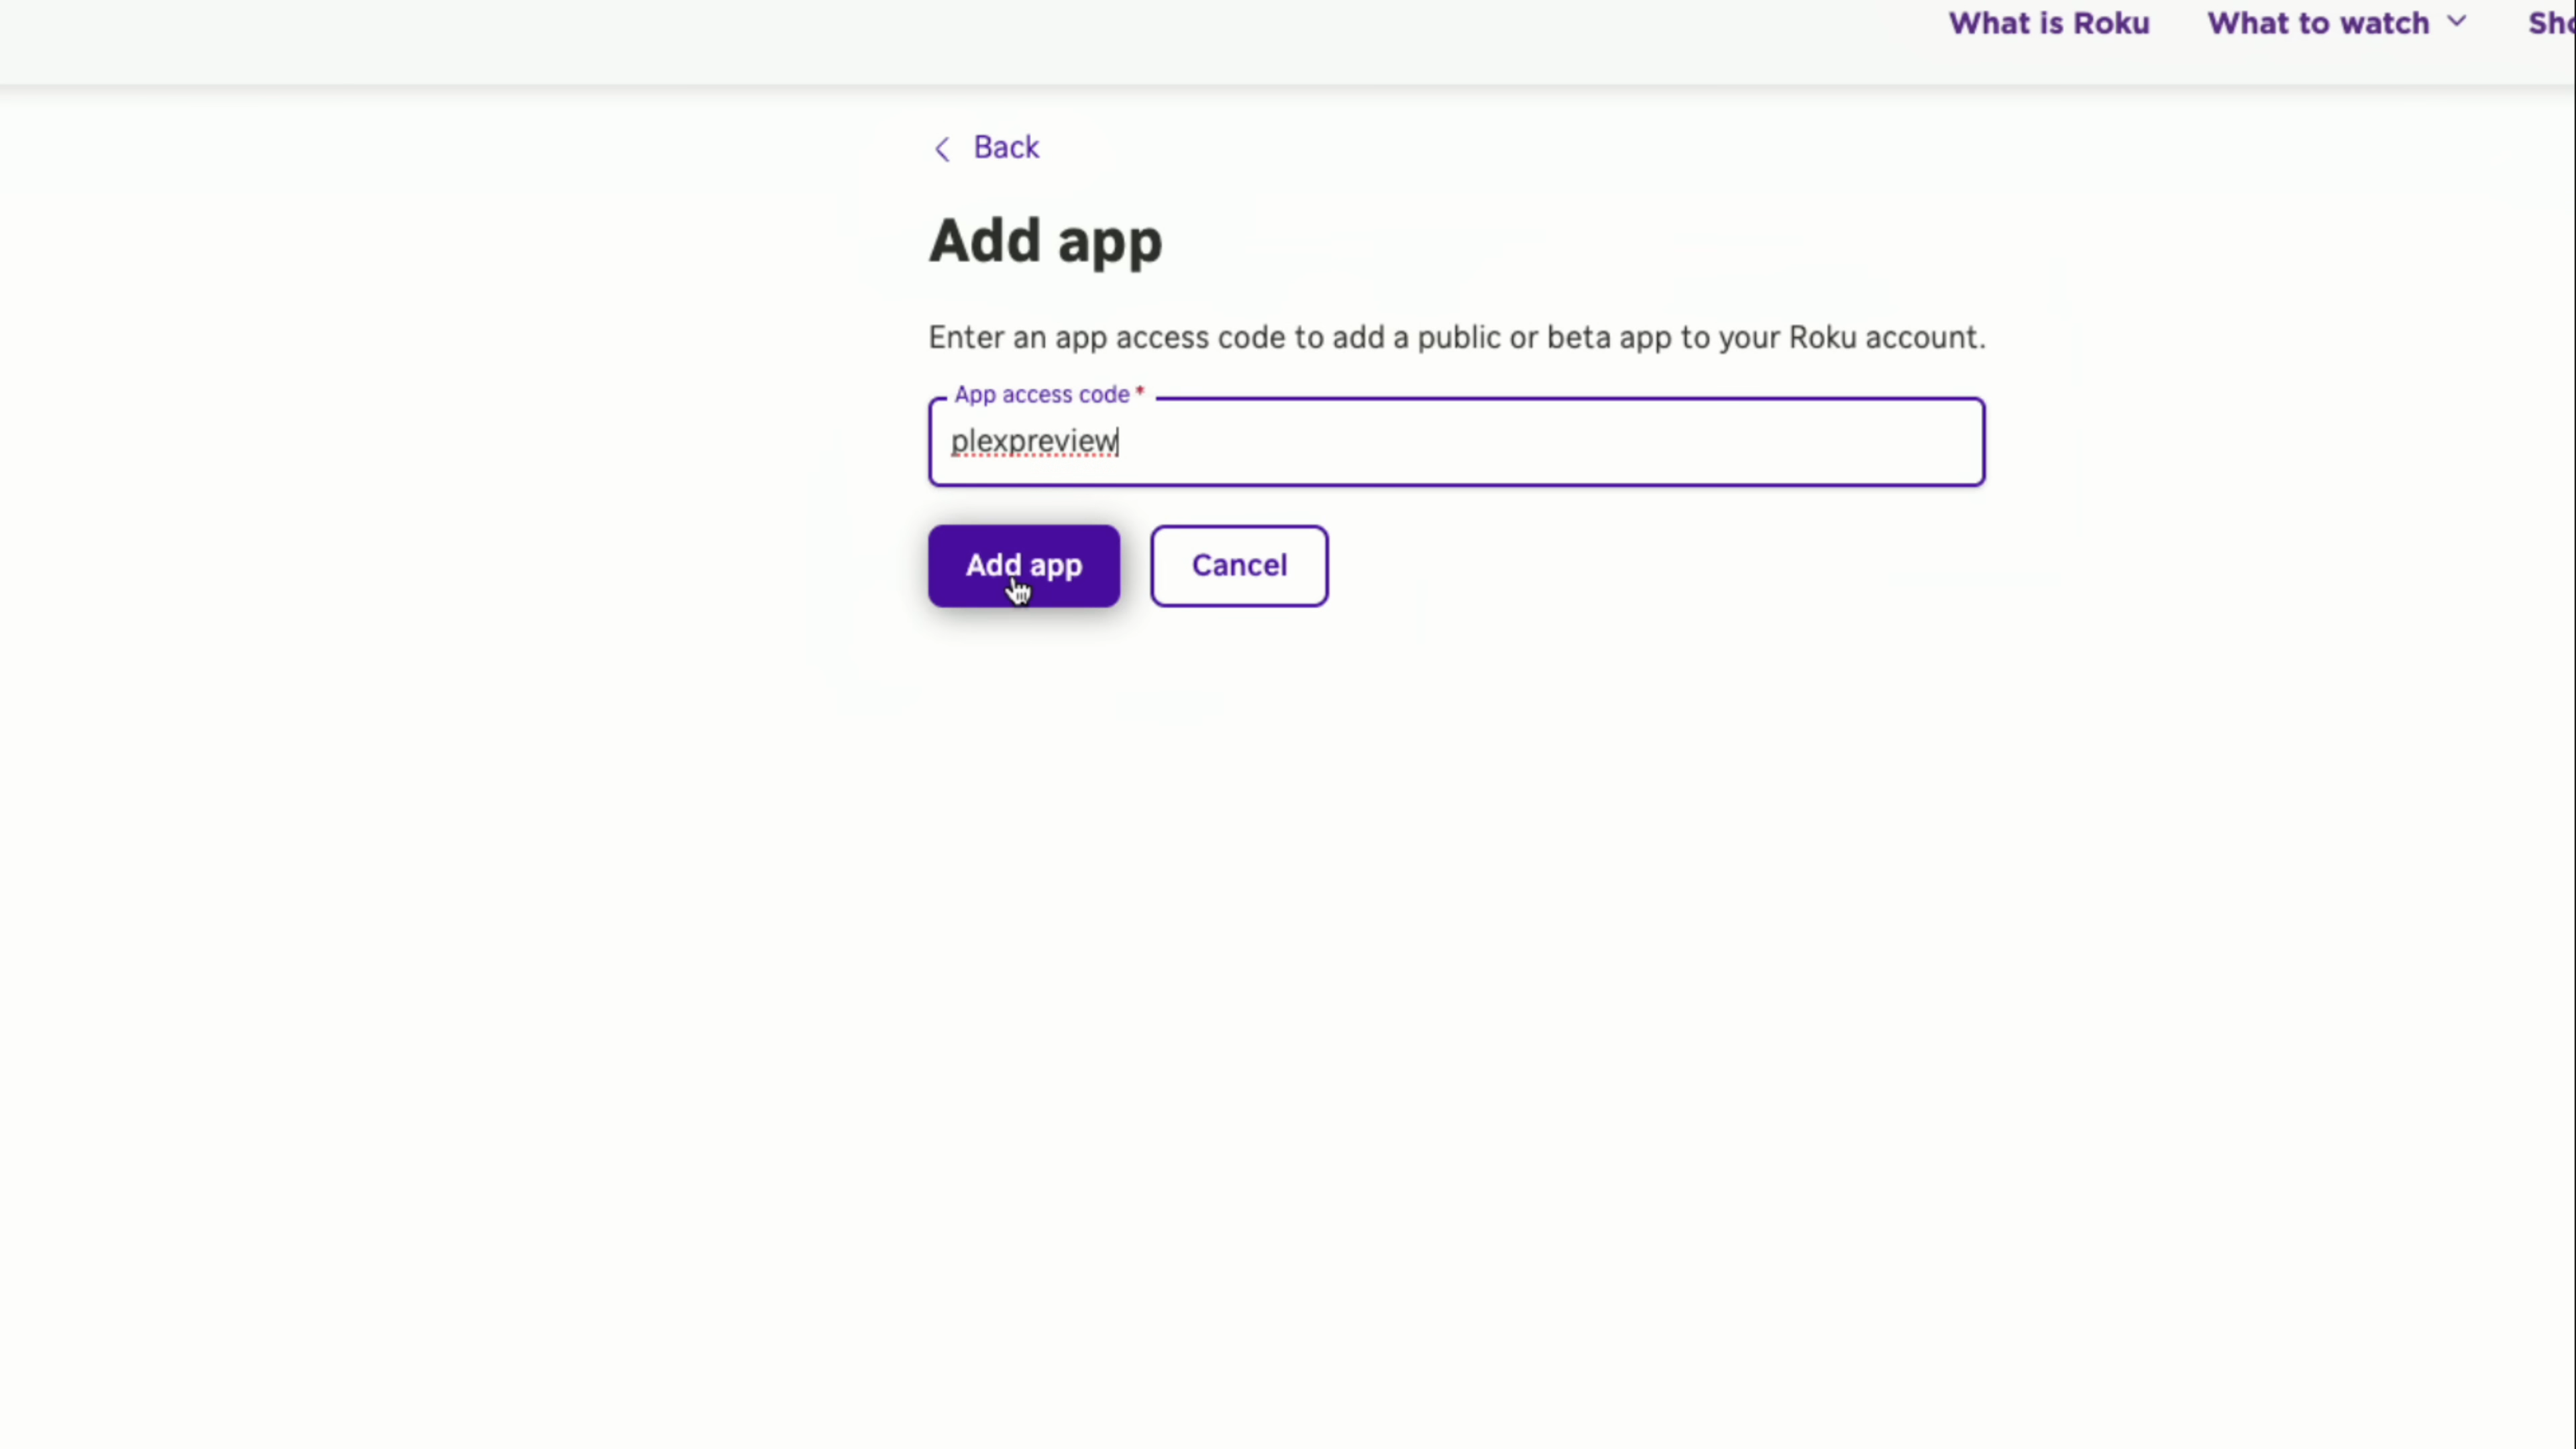 What is Roku What to watch
Back
Add app
Enter an app access code to add a public or beta app to your Roku account.
App access code *
plexpreview
Add app Cancel